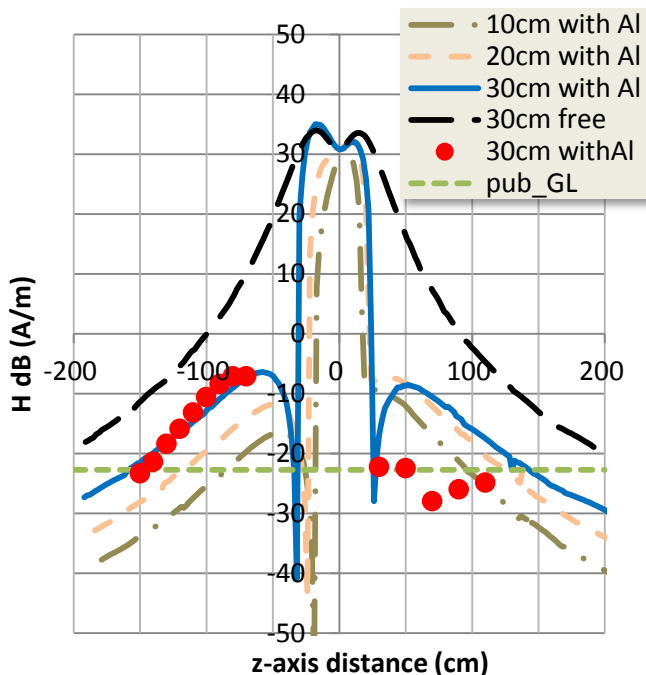 50
40
30
20
10
0
-10
-20
-30
-40
-50
-200
-100
0
100
200
H dB (A/m)
z-axis distance (cm)
10cm with Al
20cm with Al
30cm with Al
30cm free
30cm withAl
pub_GL